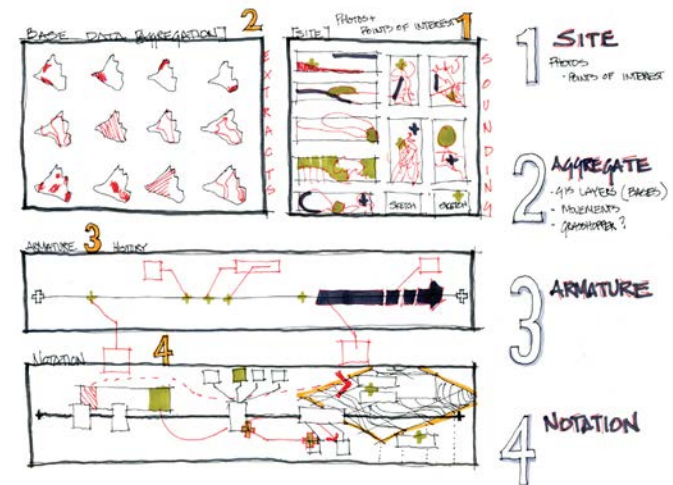 BASE DATA AGGREGATION] 2
EXTRACTS
[SITE] PHOTOS +
POINTS OF INTEREST 1
SOUNDING
SKETCH SKETCH
ARMATURE 3 HISTORY
NOTATION 4
1 SITE
PHOTOS
- POINTS OF INTEREST
2 AGGREGATE
- GIS LAYERS (BASES)
- MOVEMENTS
- GRASSHOPPER?
3 ARMATURE
4 NOTATION